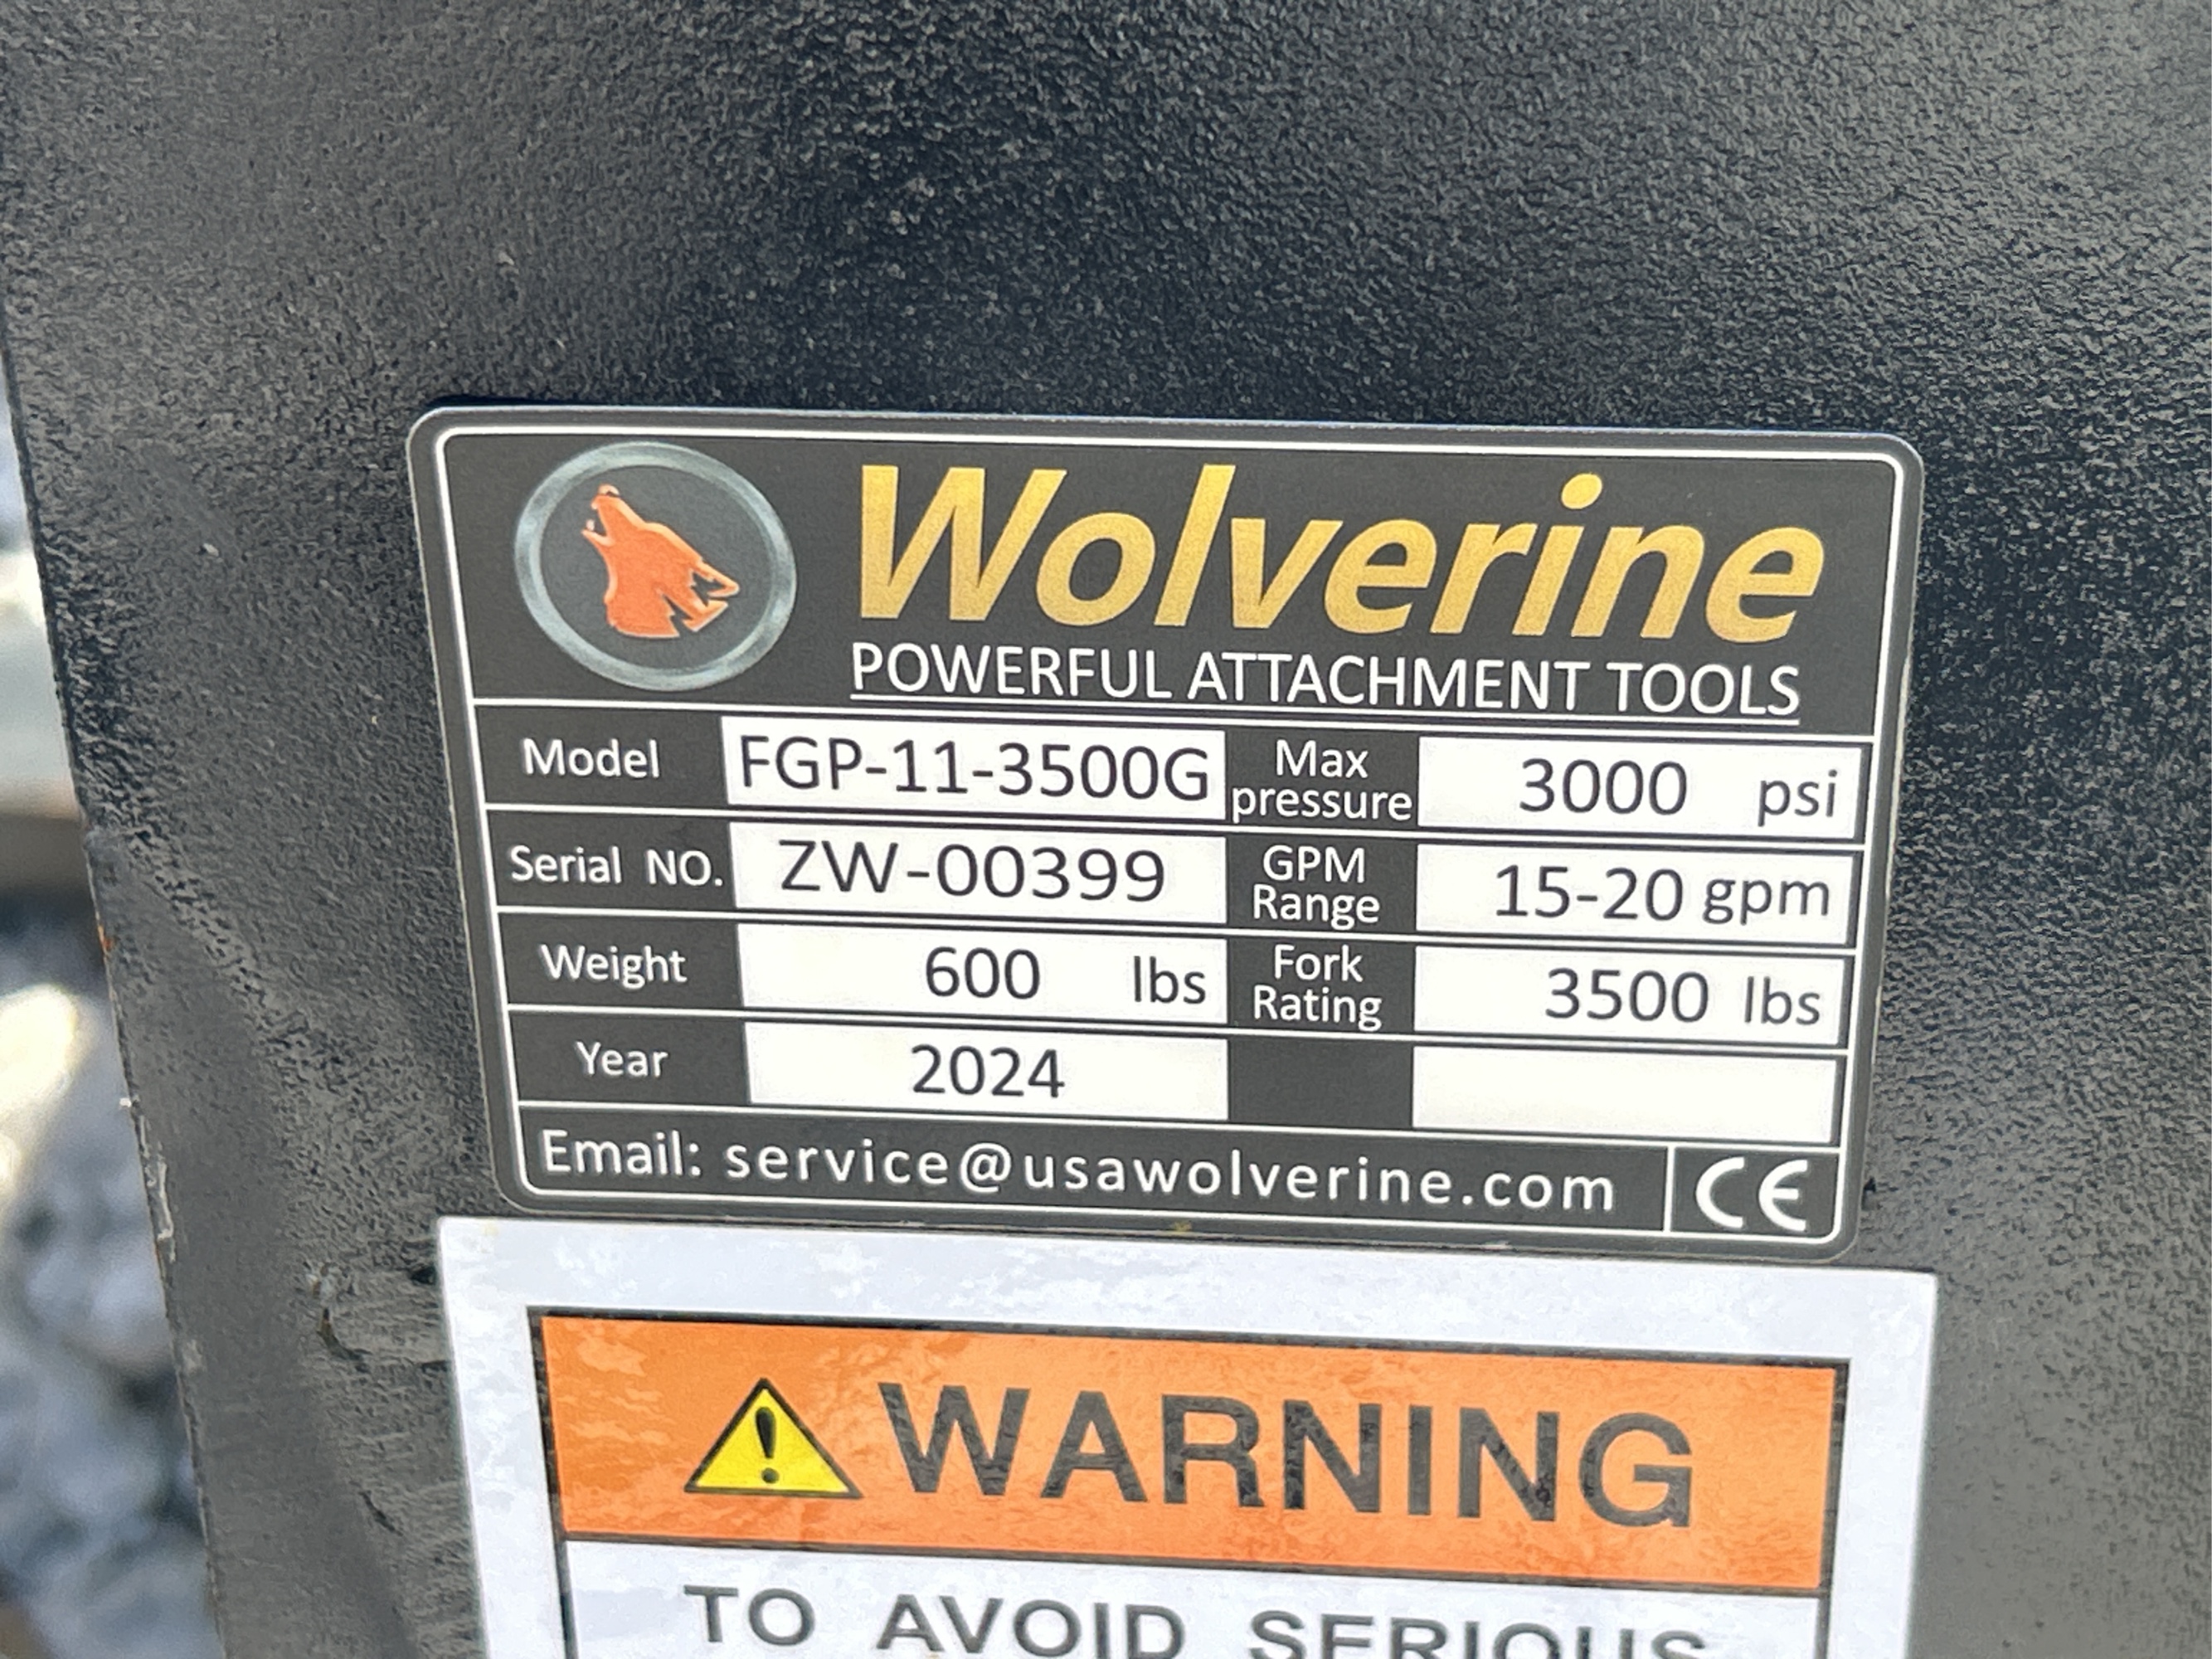 Wolverine
POWERFUL ATTACHMENT TOOLS
Model FGP-11-3500G Max pressure 3000 psi
Serial NO. ZW-00399 GPM Range 15-20 gpm
Weight 600 lbs Fork Rating 3500 lbs
Year 2024
Email: service@usawolverine.com CE
WARNING
TO AVOID SERIOUS